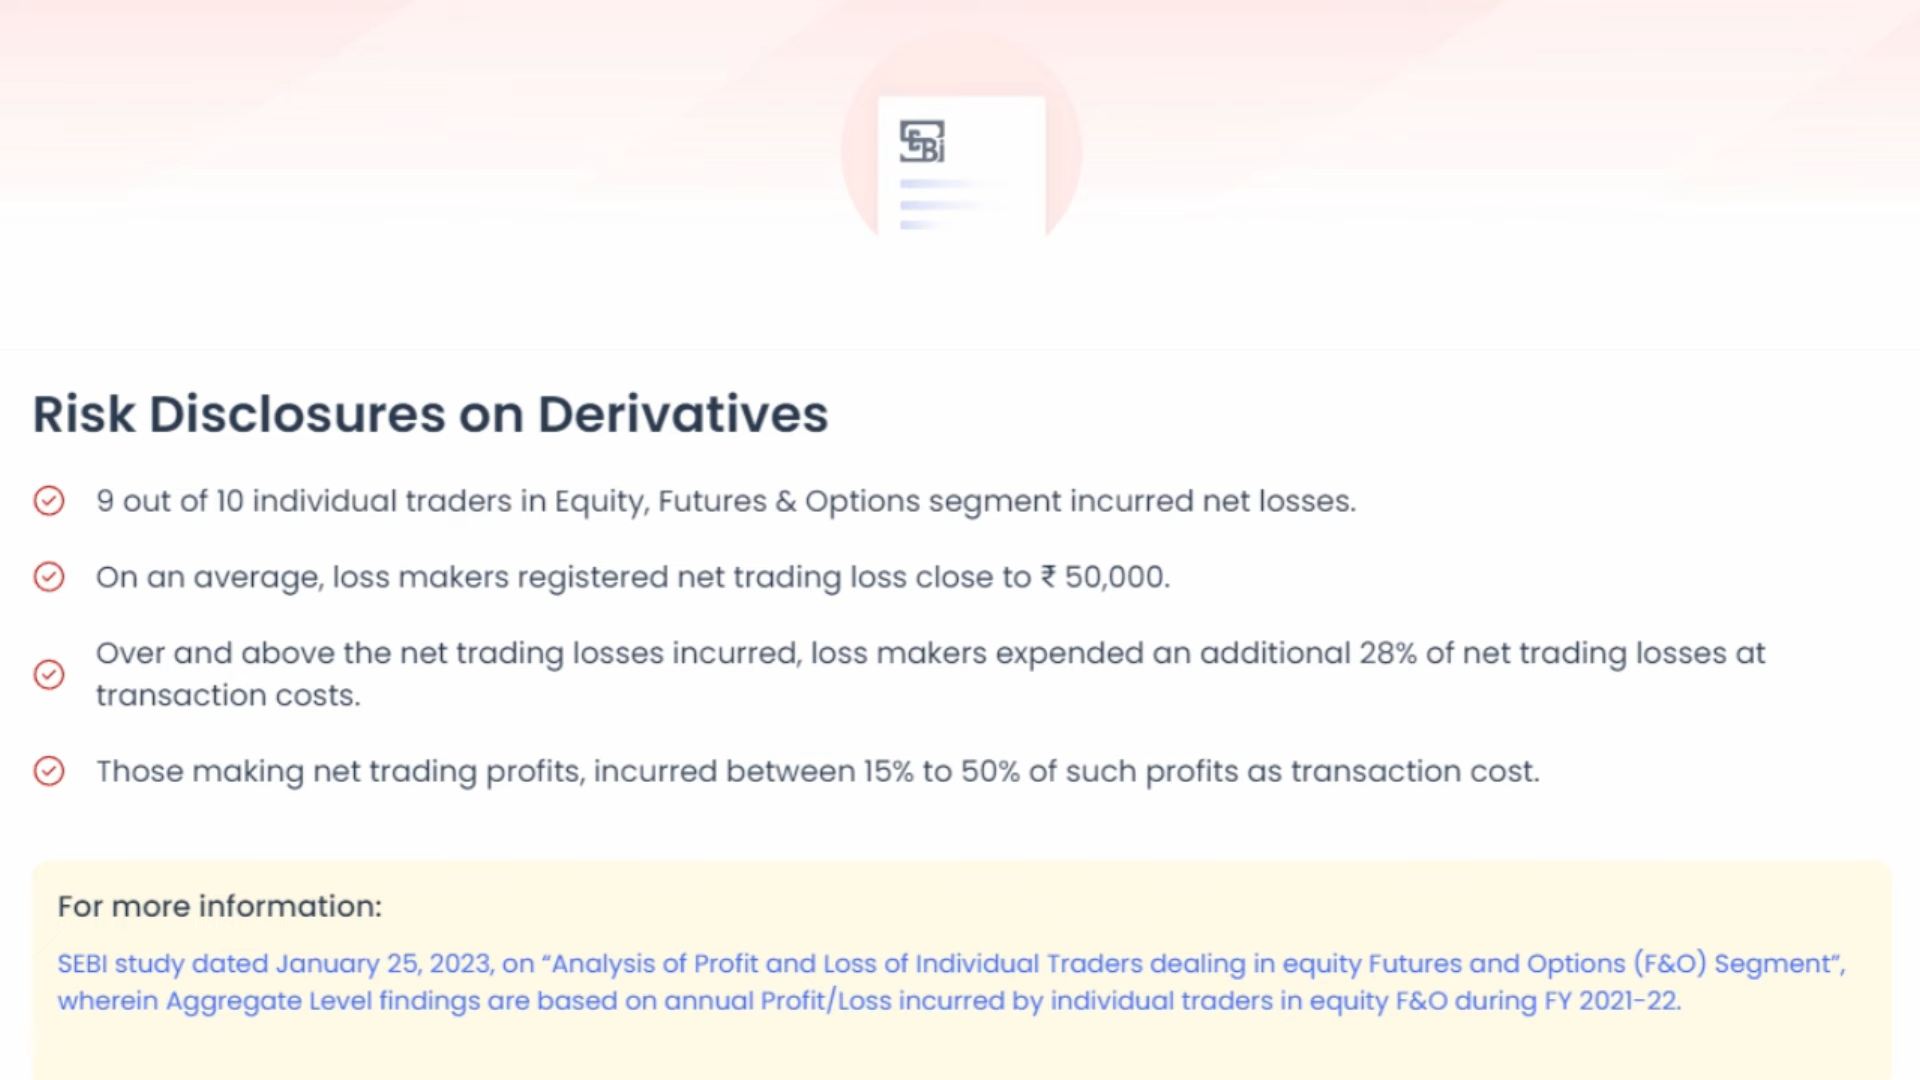 SEBI
Risk Disclosures on Derivatives
9 out of 10 individual traders in Equity, Futures & Options segment incurred net losses.
On an average, loss makers registered net trading loss close to ₹ 50,000.
Over and above the net trading losses incurred, loss makers expended an additional 28% of net trading losses at
transaction costs.
Those making net trading profits, incurred between 15% to 50% of such profits as transaction cost.
For more information:
SEBI study dated January 25, 2023, on “Analysis of Profit and Loss of Individual Traders dealing in equity Futures and Options (F&O) Segment”,
wherein Aggregate Level findings are based on annual Profit/Loss incurred by individual traders in equity F&O during FY 2021-22.